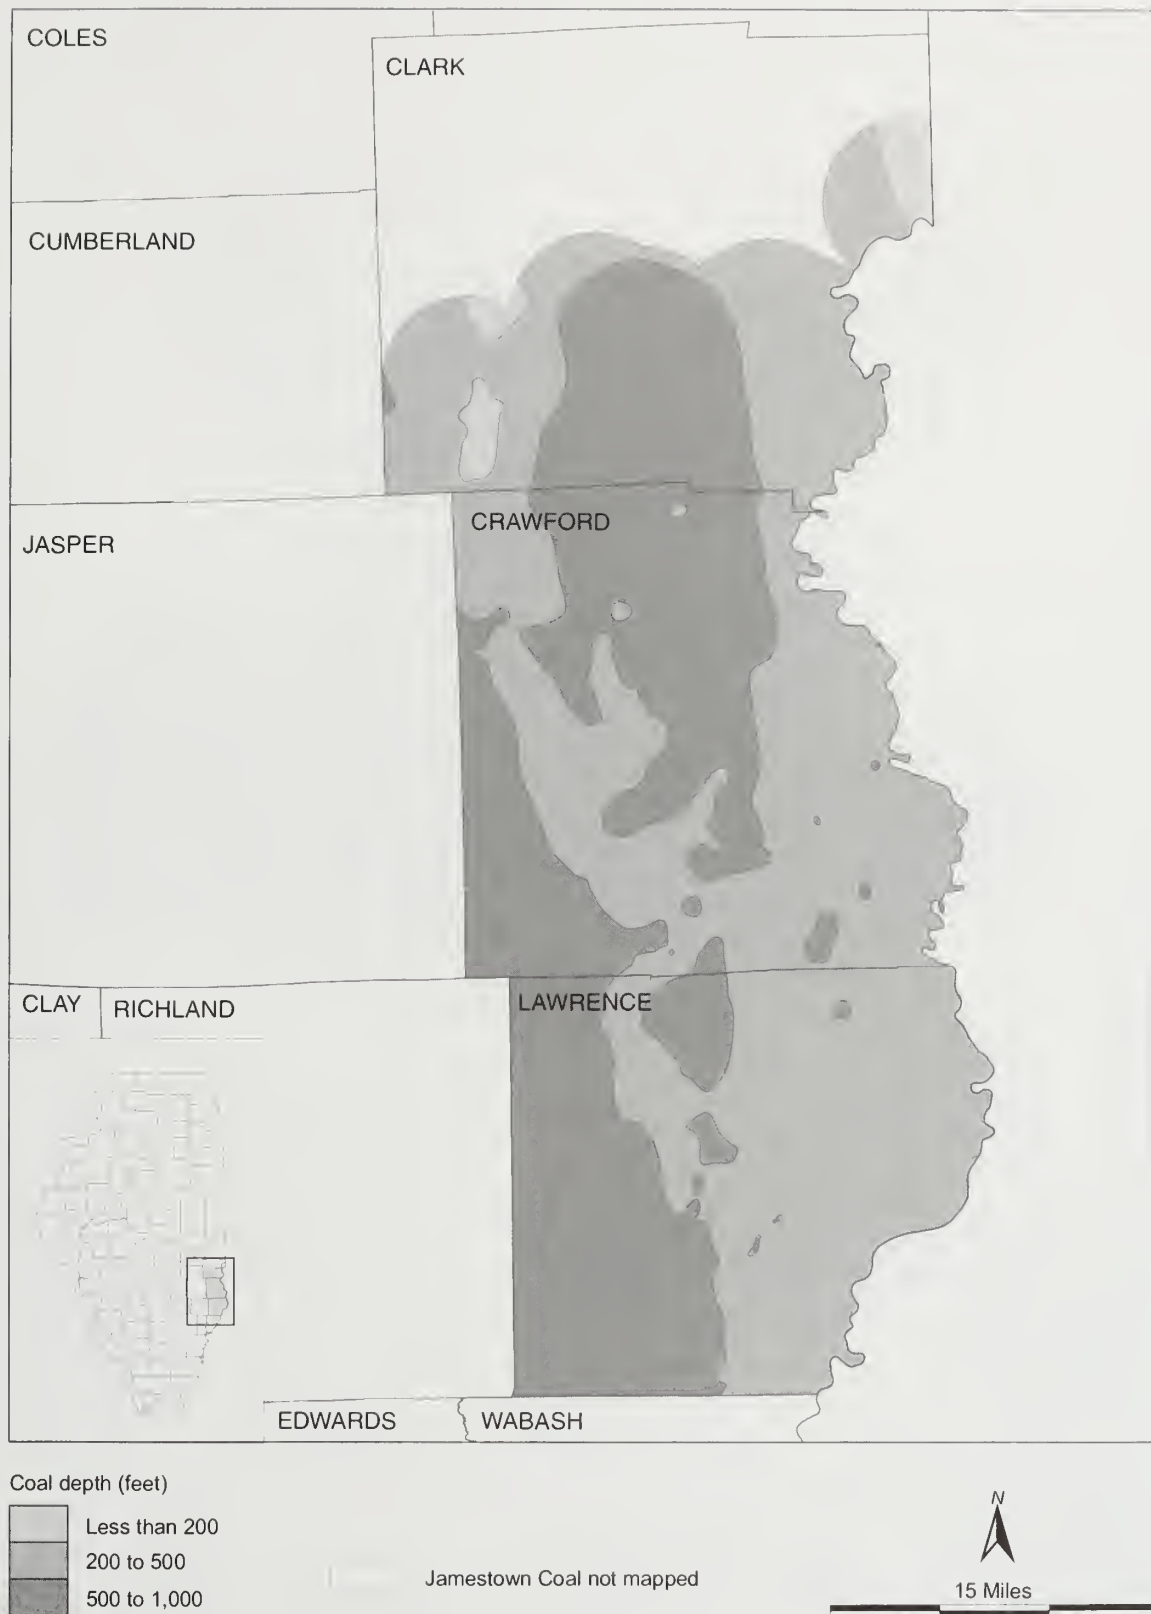 COLES
CLARK
CUMBERLAND
CRAWFORD
JASPER
CLAY
RICHLAND
LAWRENCE
EDWARDS
WABASH
Coal depth (feet)
Less than 200
200 to 500
500 to 1,000
Jamestown Coal not mapped
N
15 Miles